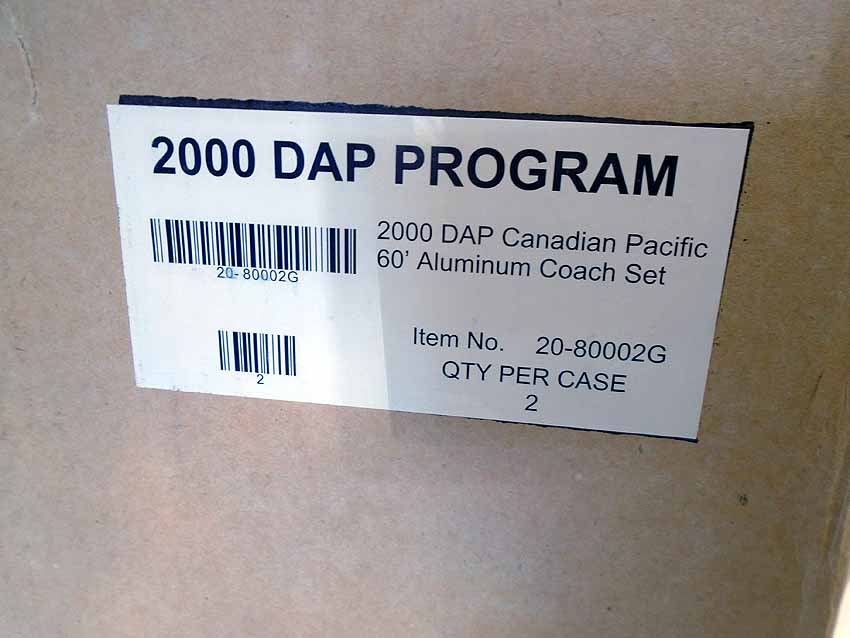 2000 DAP PROGRAM
2000 DAP Canadian Pacific
60' Aluminum Coach Set
20-80002G
Item No. 20-80002G
QTY PER CASE
2
2